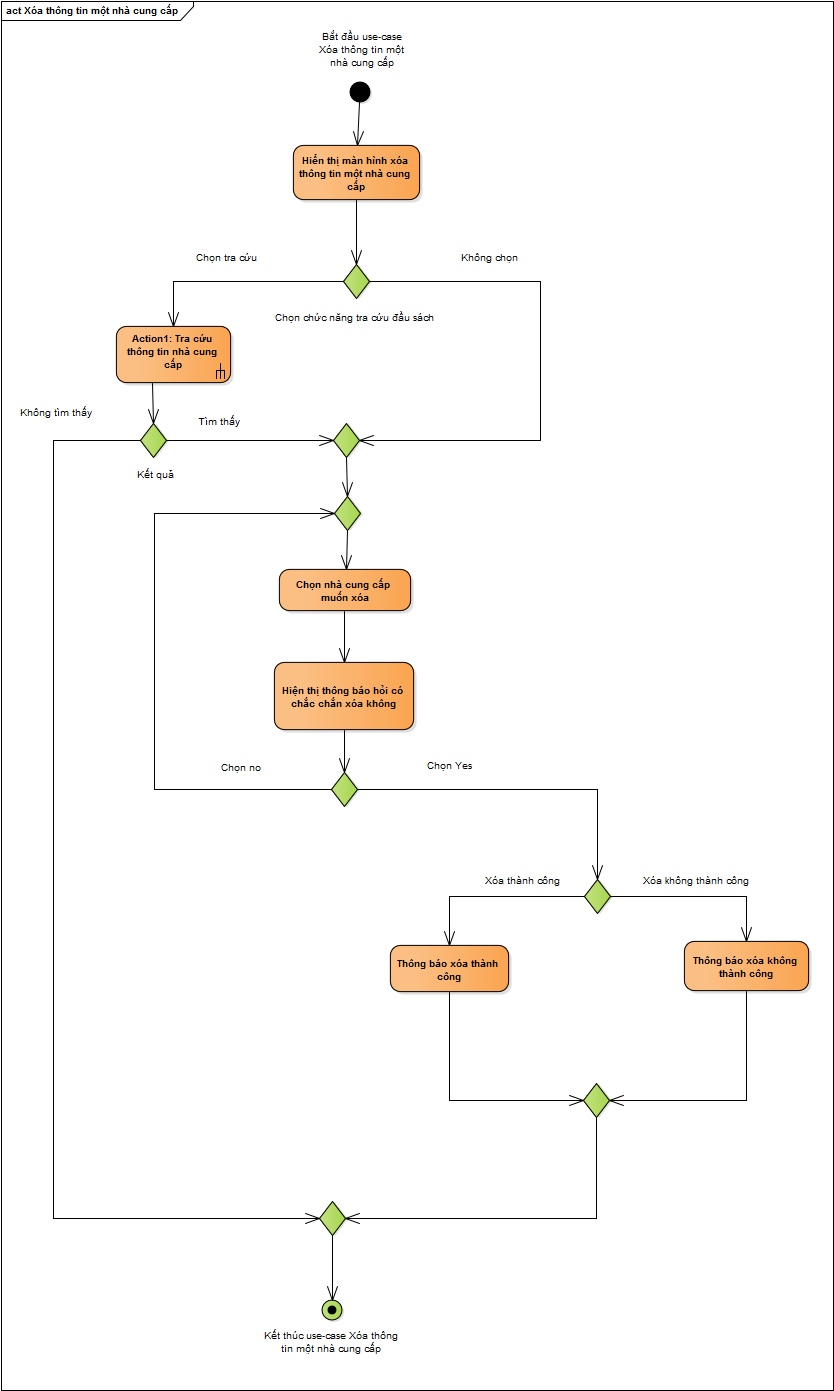 act Xóa thông tin một nhà cung cấp
Bắt đầu use-case
Xóa thông tin một
nhà cung cấp
Hiển thị màn hình xóa
thông tin một nhà cung
cấp
Chọn tra cứu
Không chọn
Chọn chức năng tra cứu đầu sách
Action1: Tra cứu
thông tin nhà cung
cấp
Không tìm thấy
Tìm thấy
Kết quả
Chọn nhà cung cấp
muốn xóa
Hiện thị thông báo hỏi có
chắc chắn xóa không
Chọn no
Chọn Yes
Xóa thành công
Xóa không thành công
Thông báo xóa thành
công
Thông báo xóa không
thành công
Kết thúc use-case Xóa thông
tin một nhà cung cấp